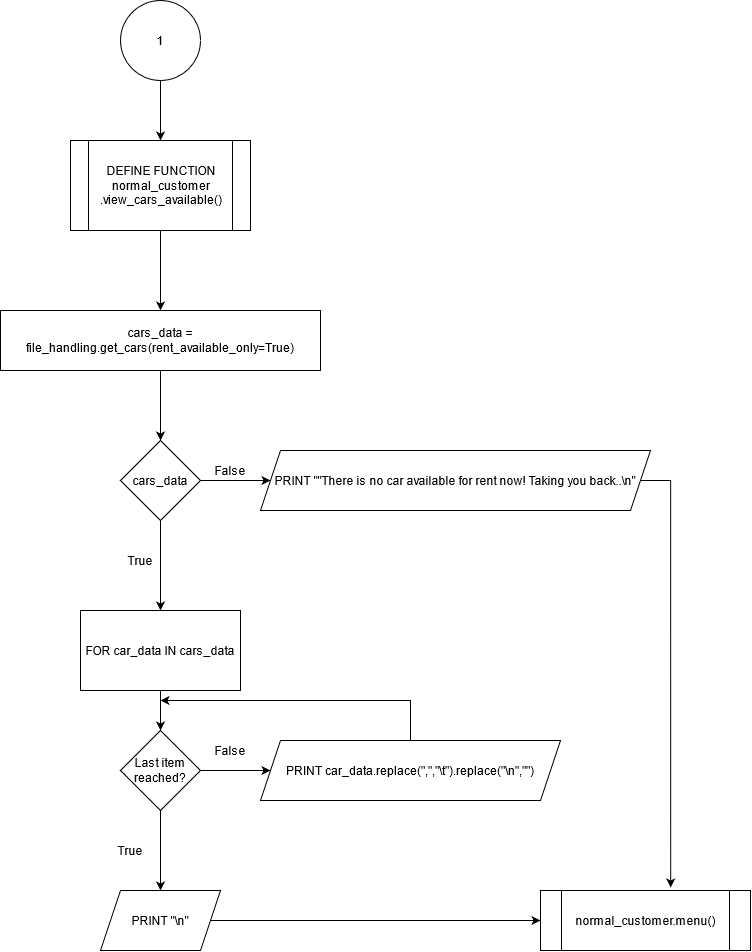 1
DEFINE FUNCTION
normal_customer
.view_cars_available()
cars_data =
file_handling.get_cars(rent_available_only=True)
cars_data
False
PRINT ""There is no car available for rent now! Taking you back..\n"
True
FOR car_data IN cars_data
Last item
reached?
False
PRINT car_data.replace(",","\t").replace("\n","")
True
PRINT "\n"
normal_customer.menu()